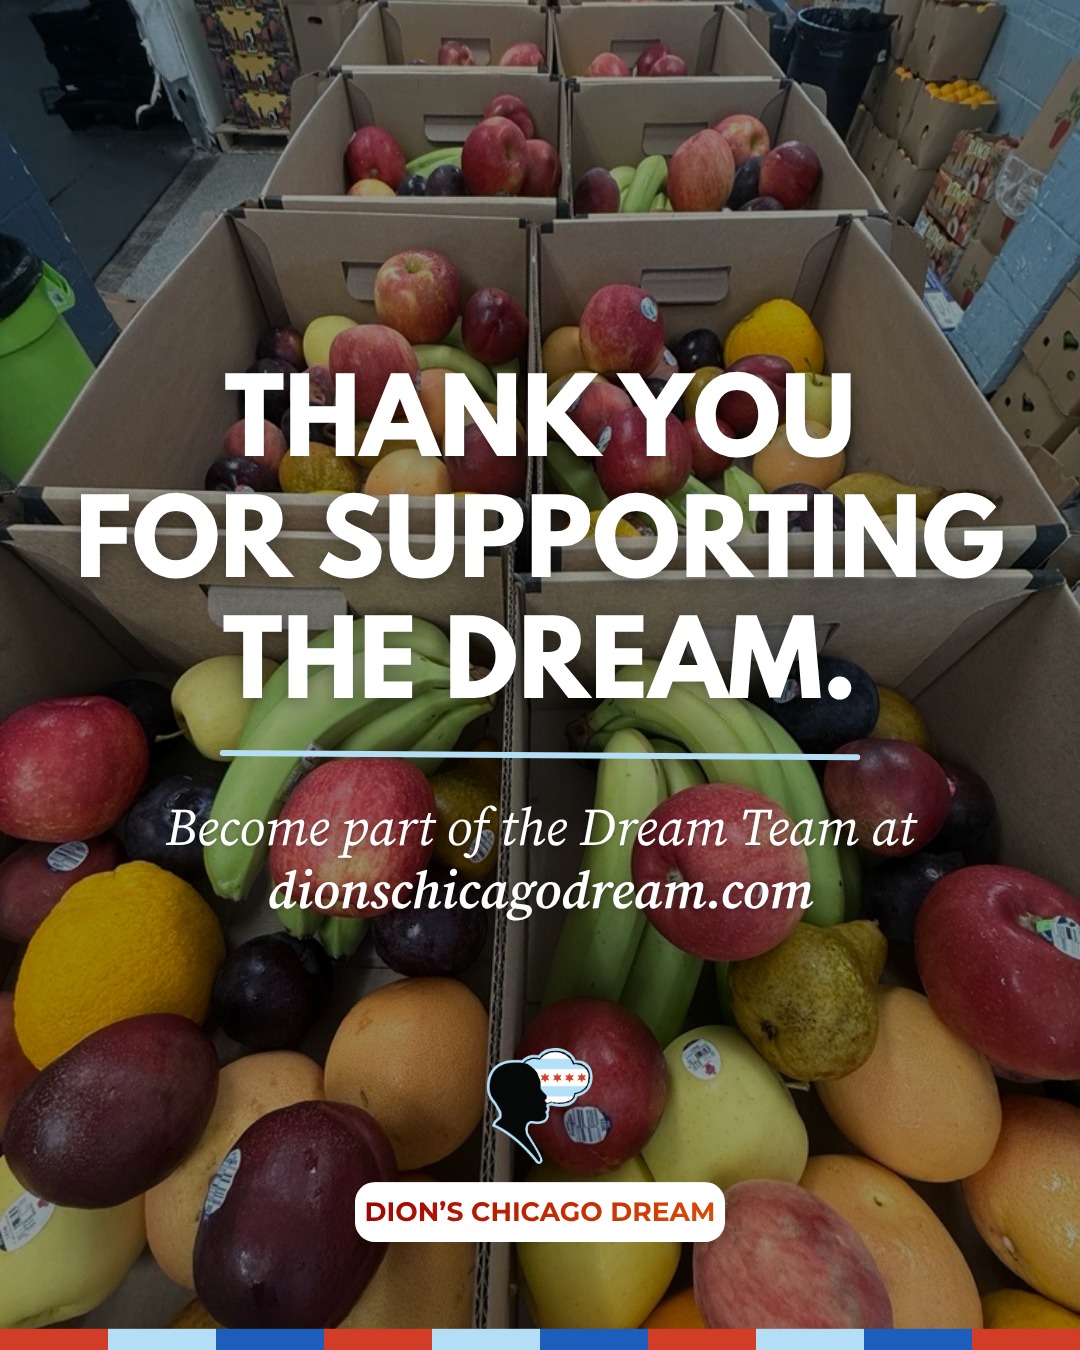 THANK YOU
FOR SUPPORTING
THE DREAM.
Become part of the Dream Team at
dionschicagodream.com
DION'S CHICAGO DREAM